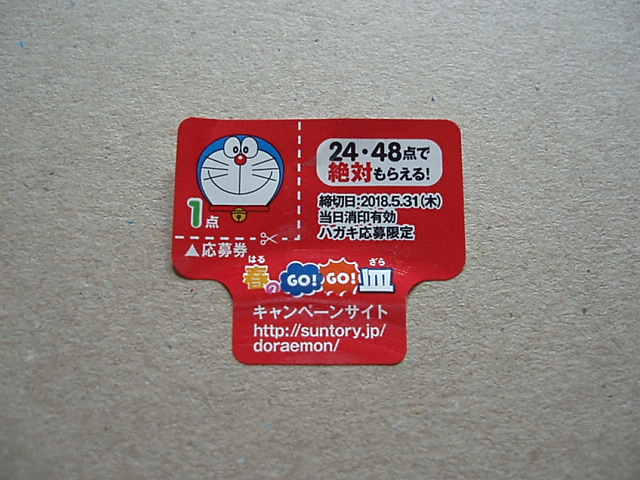 1点
▲応募券
24・48点で
絶対もらえる!
締切日:2018.5.31(木)
当日消印有効
ハガキ応募限定
はる ざら
春のGO!GO!皿
キャンペーンサイト
http://suntory.jp/
doraemon/